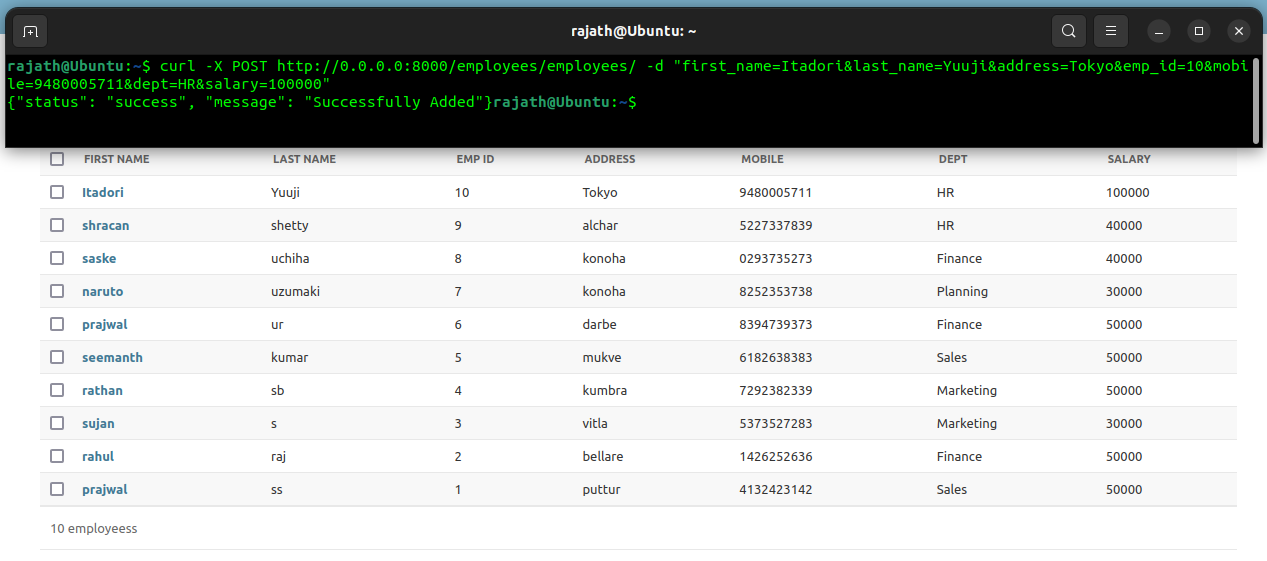 rajath@Ubuntu: ~
rajath@Ubuntu:~$ curl -X POST http://0.0.0.0:8000/employees/employees/ -d "first_name=Itadori&last_name=Yuuji&address=Tokyo&emp_id=10&mobi
le=9480005711&dept=HR&salary=100000"
{"status": "success", "message": "Successfully Added"}rajath@Ubuntu:~$
FIRST NAME LAST NAME EMP ID ADDRESS MOBILE DEPT SALARY
Itadori Yuuji 10 Tokyo 9480005711 HR 100000
shracan shetty 9 alchar 5227337839 HR 40000
saske uchiha 8 konoha 0293735273 Finance 40000
naruto uzumaki 7 konoha 8252353738 Planning 30000
prajwal ur 6 darbe 8394739373 Finance 50000
seemanth kumar 5 mukve 6182638383 Sales 50000
rathan sb 4 kumbra 7292382339 Marketing 50000
sujan s 3 vitla 5373527283 Marketing 30000
rahul raj 2 bellare 1426252636 Finance 50000
prajwal ss 1 puttur 4132423142 Sales 50000
10 employeess